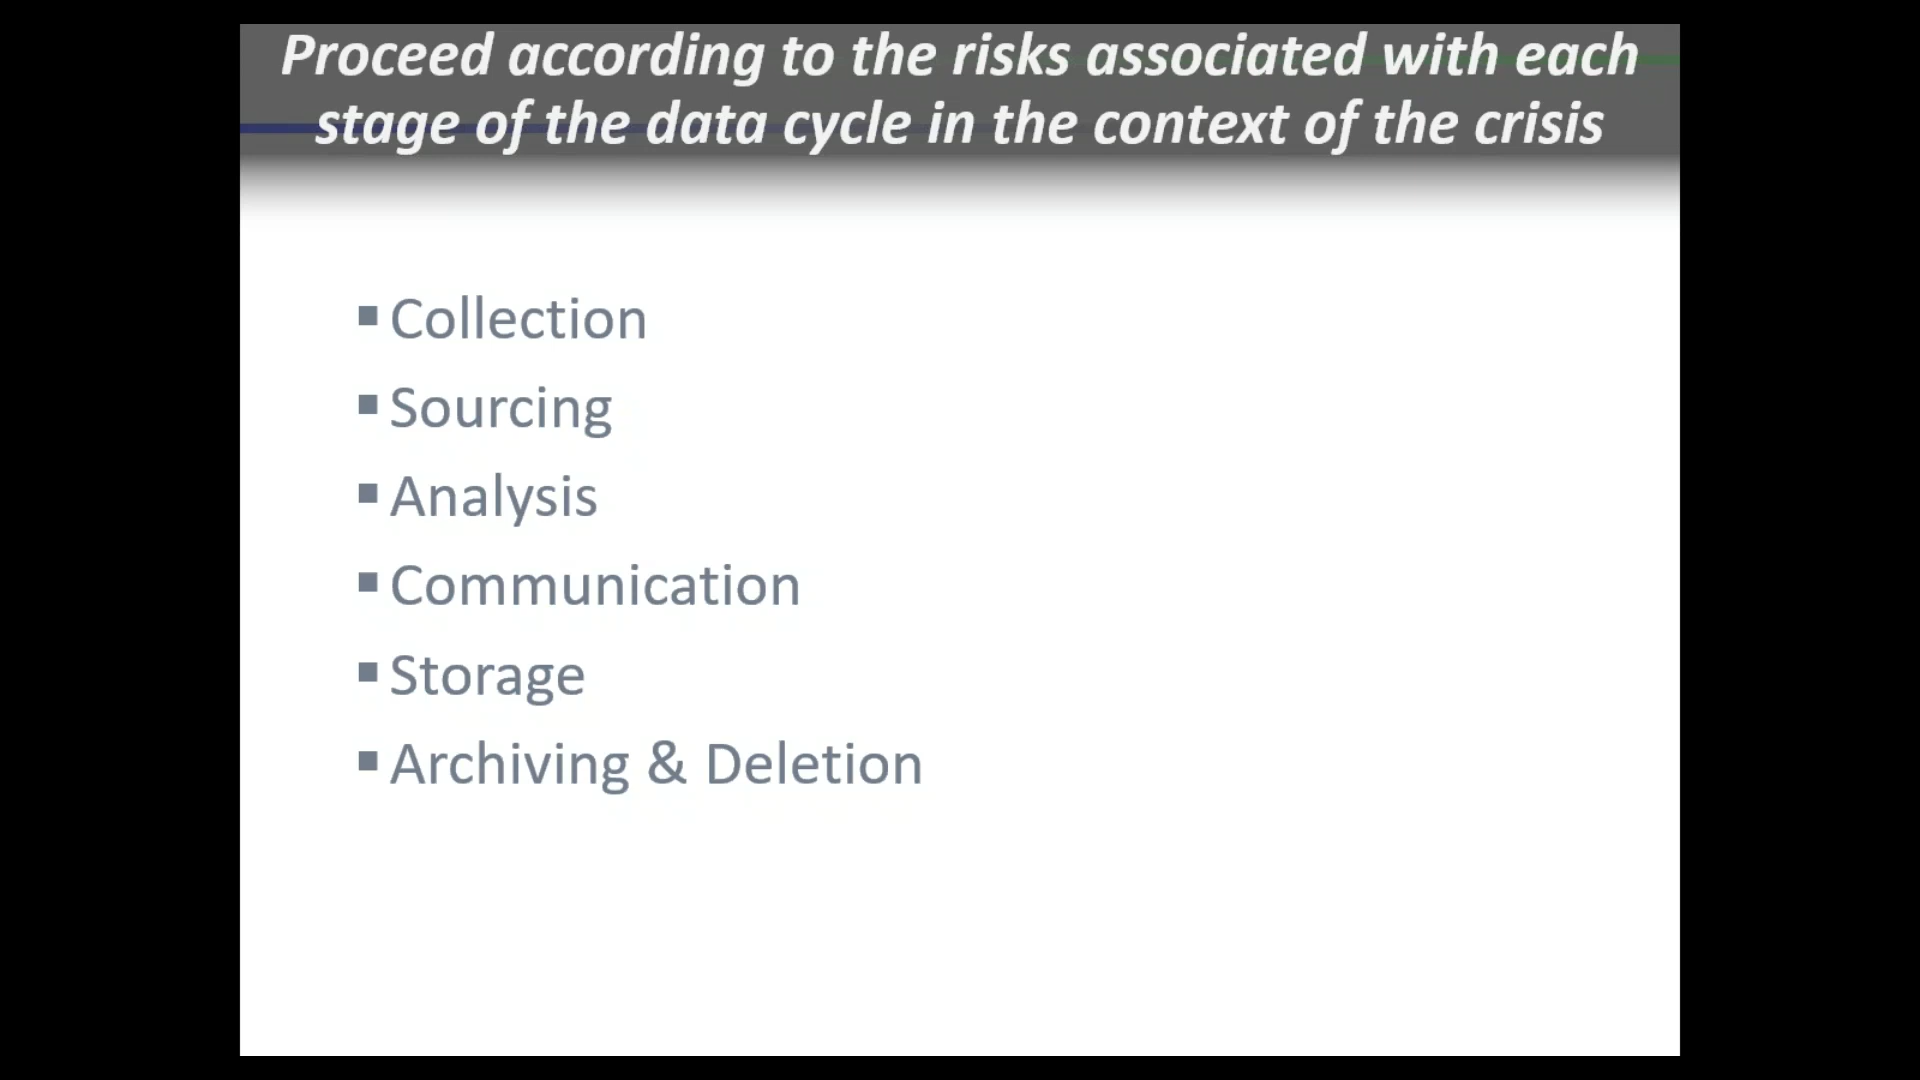 Proceed according to the risks associated with each
stage of the data cycle in the context of the crisis
▪ Collection
▪ Sourcing
▪ Analysis
▪ Communication
▪ Storage
▪ Archiving & Deletion